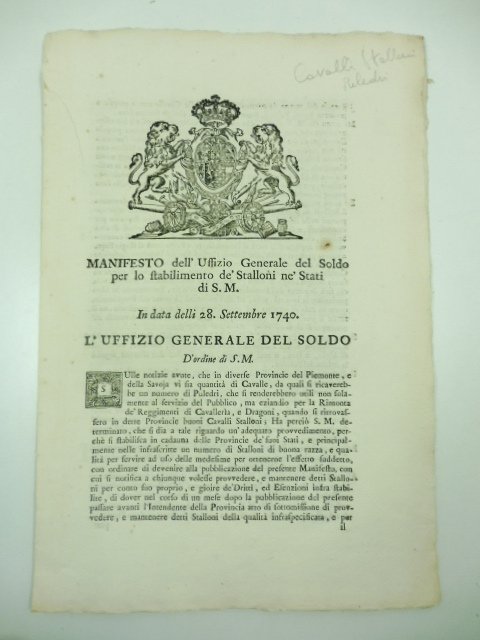 Cavalli Stalloni
Puledri
MANIFESTO dell' Uffizio Generale del Soldo
per lo stabilimento de' Stalloni ne' Stati
di S. M.
In data delli 28. Settembre 1740.
L'UFFIZIO GENERALE DEL SOLDO
D'ordine di S. M.
SUlle notizie avute, che in diverse Provincie del Piemonte, e
della Savoja vi sia quantità di Cavalle, da quali si ricavereb-
be un numero di Puledri, che si renderebbero utili non sola-
mente al servizio del Pubblico, ma eziandio per la Rimonta
de' Reggimenti di Cavalleria, e Dragoni, quando si ritrovas-
sero in dette Provincie buoni Cavalli Stalloni; Ha perciò S. M. de-
terminato, che si dia a tale riguardo un' adequato provvedimento, per-
chè si stabilisca in caduna delle Provincie de' suoi Stati, e principal-
mente nelle infrascritte un numero di Stalloni di buona razza, e qua-
lità per servire ad uso delle medesime per ottenerne l'effetto suddetto,
con ordinare di devenire alla pubblicazione del presente Manifesto, con
cui si notifica a chiunque volesse provvedere, e mantenere detti Stallo-
ni per conto suo proprio, e gioire de' Dritti, ed Esenzioni infra stabi-
lite, di dover nel corso di un mese dopo la pubblicazione del presente
passare avanti l'Intendente della Provincia atto di sottomissione di prov-
vedere, e mantenere detti Stalloni della qualità infraspecificata, e per
il